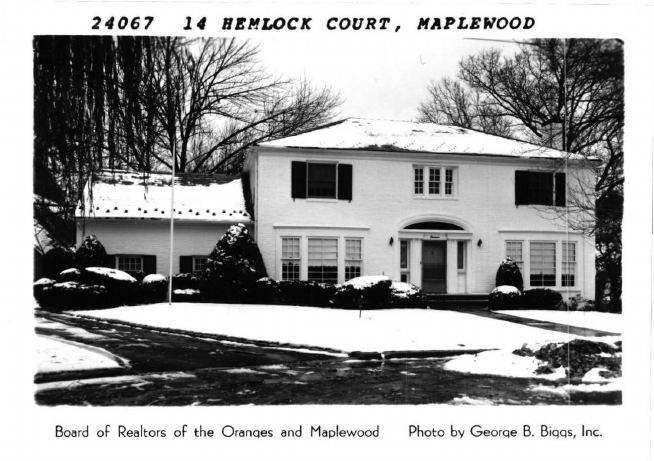 24067 14 HEMLOCK COURT, MAPLEWOOD
Board of Realtors of the Oranges and Maplewood Photo by George B. Biggs, Inc.